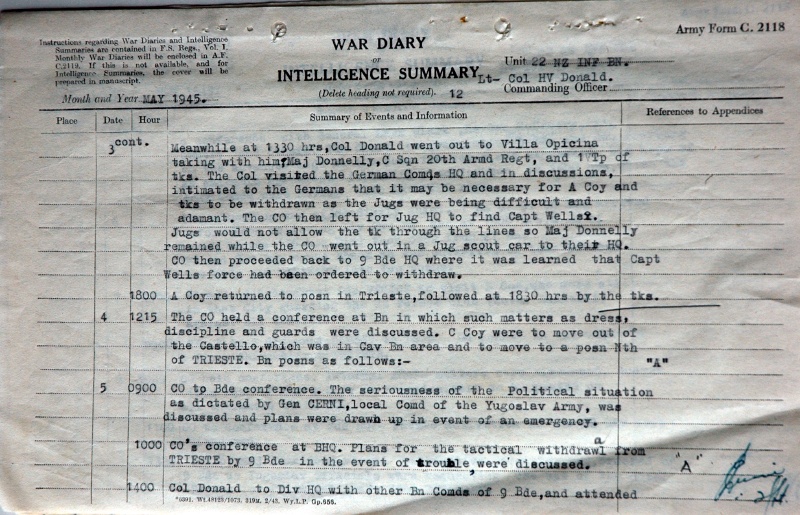 Army Form C. 2118
Instructions regarding War Diaries and Intelligence
Summaries are contained in F.S. Regs., Vol. I.
Monthly War Diaries will be enclosed in A.F.
C.2119. If this is not available, and for
Intelligence Summaries, the cover will be
prepared in manuscript.
WAR DIARY
or
INTELLIGENCE SUMMARY
(Delete heading not required). 12
Unit 22 NZ INF BN.
Lt- Col HV Donald.
Commanding Officer
Month and Year MAY 1945.
Place Date Hour Summary of Events and Information References to Appendices
3 cont. Meanwhile at 1330 hrs,Col Donald went out to Villa Opicina
taking with him,Maj Donnelly,C Sqn 20th Armd Regt, and 1 Tp of
tks. The Col visited the German Comds HQ and in discussions,
intimated to the Germans that it may be necessary for A Coy and
tks to be withdrawn as the Jugs were being difficult and
adamant. The CO then left for Jug HQ to find Capt Wells.
Jugs would not allow the tk through the lines so Maj Donnelly
remained while the CO went out in a Jug scout car to their HQ.
CO then proceeded back to 9 Bde HQ where it was learned that Capt
Wells force had been ordered to withdraw.
1800 A Coy returned to posn in Trieste,followed at 1830 hrs by the tks.
4 1215 The CO held a conference at Bn in which such matters as dress,
discipline and guards were discussed. C Coy were to move out of
the Castello,which was in Cav Bn area and to move to a posn Nth
of TRIESTE. Bn posns as follows:- "A"
5 0900 CO to Bde conference. The seriousness of the Political situation
as dictated by Gen CERNI,local Comd of the Yugoslav Army, was
discussed and plans were drawn up in event of an emergency.
1000 CO's conference at BHQ. Plans for the tactical withdrawl from
a
TRIESTE by 9 Bde in the event of trouble,were discussed. "A"
1400 Col Donald to Div HQ with other Bn Comds of 9 Bde,and attended
Wt.48123/1073. 319M. 2/43. Wy.L.P. Gp.656.